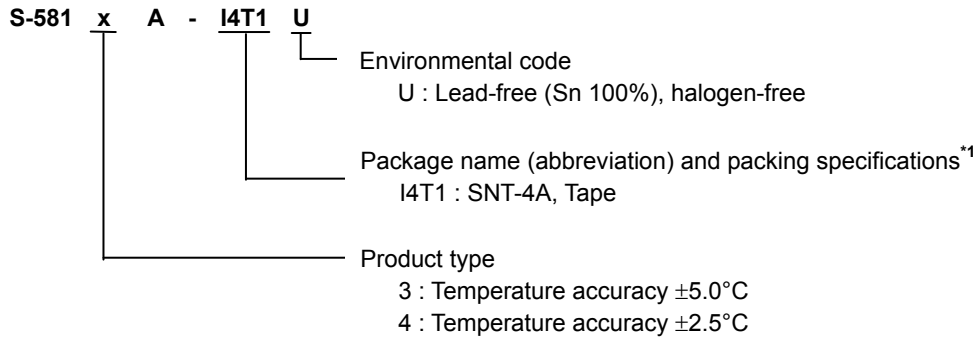 S-581 x A - I4T1 U
Environmental code
U : Lead-free (Sn 100%), halogen-free
Package name (abbreviation) and packing specifications*1
I4T1 : SNT-4A, Tape
Product type
3 : Temperature accuracy ±5.0°C
4 : Temperature accuracy ±2.5°C